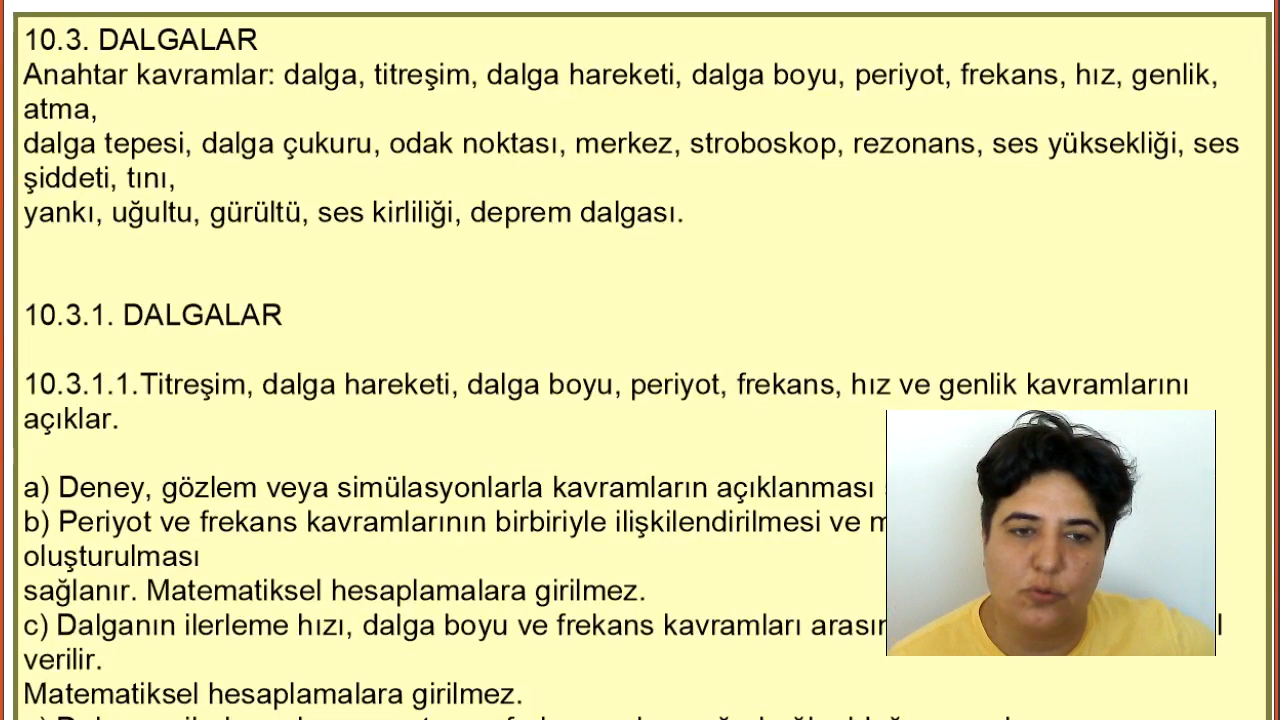 10.3. DALGALAR
Anahtar kavramlar: dalga, titreşim, dalga hareketi, dalga boyu, periyot, frekans, hız, genlik,
atma,
dalga tepesi, dalga çukuru, odak noktası, merkez, stroboskop, rezonans, ses yüksekliği, ses
şiddeti, tını,
yankı, uğultu, gürültü, ses kirliliği, deprem dalgası.
10.3.1. DALGALAR
10.3.1.1.Titreşim, dalga hareketi, dalga boyu, periyot, frekans, hız ve genlik kavramlarını
açıklar.
a) Deney, gözlem veya simülasyonlarla kavramların açıklanması
b) Periyot ve frekans kavramlarının birbiriyle ilişkilendirilmesi ve
oluşturulması
sağlanır. Matematiksel hesaplamalara girilmez.
c) Dalganın ilerleme hızı, dalga boyu ve frekans kavramları
verilir.
Matematiksel hesaplamalara girilmez.